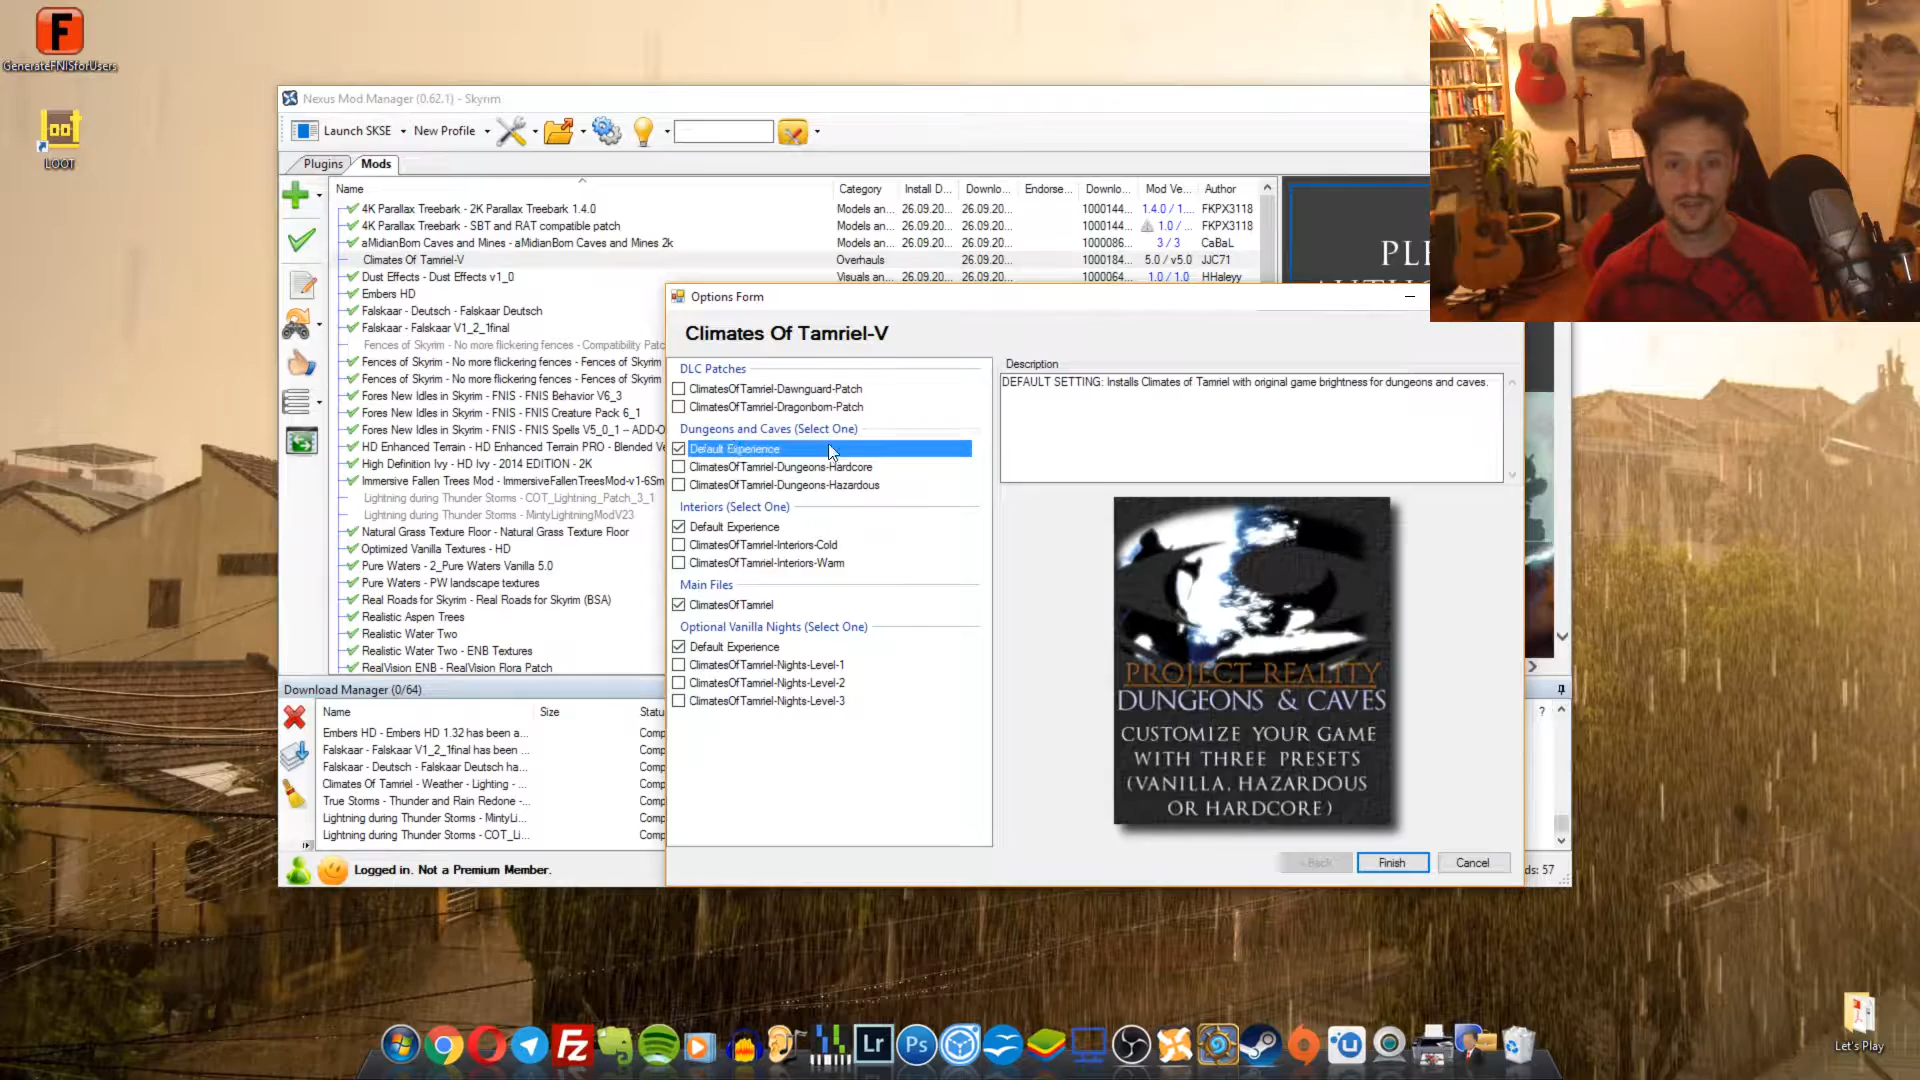 GenerateFNISforUsers
LOOT
Nexus Mod Manager (0.62.1) - Skyrim
Launch SKSE
New Profile
Plugins
Mods
Name
Category
Install D...
Downlo...
Endorse...
Downlo...
Mod Ve...
Author
4K Parallax Treebark - 2K Parallax Treebark 1.4.0
Models an...
26.09.20...
26.09.20...
1000144...
1.4.0 / 1....
FKPX3118
4K Parallax Treebark - SBT and RAT compatible patch
Models an...
26.09.20...
26.09.20...
1000144...
1.0 / ...
FKPX3118
aMidianBorn Caves and Mines - aMidianBorn Caves and Mines 2k
Models an...
26.09.20...
26.09.20...
1000086...
3 / 3
CaBaL
Climates Of Tamriel-V
Overhauls
26.09.20...
1000184...
5.0 / v5.0
JJC71
Dust Effects - Dust Effects v1_0
Visuals an...
26.09.20...
26.09.20...
1000064...
1.0 / 1.0
HHaleyy
Embers HD
Falskaar - Deutsch - Falskaar Deutsch
Falskaar - Falskaar V1_2_1final
Fences of Skyrim - No more flickering fences - Compatibility Patc
Fences of Skyrim - No more flickering fences - Fences of Skyrim
Fences of Skyrim - No more flickering fences - Fences of Skyrim
Fores New Idles in Skyrim - FNIS - FNIS Behavior V6_3
Fores New Idles in Skyrim - FNIS - FNIS Creature Pack 6_1
Fores New Idles in Skyrim - FNIS - FNIS Spells V5_0_1 -- ADD-O
HD Enhanced Terrain - HD Enhanced Terrain PRO - Blended Ve
High Definition Ivy - HD Ivy - 2014 EDITION - 2K
Immersive Fallen Trees Mod - ImmersiveFallenTreesMod-v1-6Sm
Lightning during Thunder Storms - COT_Lightning_Patch_3_1
Lightning during Thunder Storms - MintyLightningModV23
Natural Grass Texture Floor - Natural Grass Texture Floor
Optimized Vanilla Textures - HD
Pure Waters - 2_Pure Waters Vanilla 5.0
Pure Waters - PW landscape textures
Real Roads for Skyrim - Real Roads for Skyrim (BSA)
Realistic Aspen Trees
Realistic Water Two
Realistic Water Two - ENB Textures
RealVision ENB - RealVision Flora Patch
PLE
Options Form
Climates Of Tamriel-V
DLC Patches
ClimatesOfTamriel-Dawnguard-Patch
ClimatesOfTamriel-Dragonborn-Patch
Dungeons and Caves (Select One)
Default Experience
ClimatesOfTamriel-Dungeons-Hardcore
ClimatesOfTamriel-Dungeons-Hazardous
Interiors (Select One)
Default Experience
ClimatesOfTamriel-Interiors-Cold
ClimatesOfTamriel-Interiors-Warm
Main Files
ClimatesOfTamriel
Optional Vanilla Nights (Select One)
Default Experience
ClimatesOfTamriel-Nights-Level-1
ClimatesOfTamriel-Nights-Level-2
ClimatesOfTamriel-Nights-Level-3
Description
DEFAULT SETTING: Installs Climates of Tamriel with original game brightness for dungeons and caves.
PROJECT REALITY
DUNGEONS & CAVES
CUSTOMIZE YOUR GAME
WITH THREE PRESETS
(VANILLA, HAZARDOUS
OR HARDCORE)
Back
Finish
Cancel
Download Manager (0/64)
Name
Size
Statu
Embers HD - Embers HD 1.32 has been a...
Comp
Falskaar - Falskaar V1_2_1final has been ...
Comp
Falskaar - Deutsch - Falskaar Deutsch ha...
Comp
Climates Of Tamriel - Weather - Lighting - ...
Comp
True Storms - Thunder and Rain Redone - ...
Comp
Lightning during Thunder Storms - MintyLi...
Comp
Lightning during Thunder Storms - COT_Li...
Comp
Logged in. Not a Premium Member.
ds: 57
Lr
Ps
Let's Play